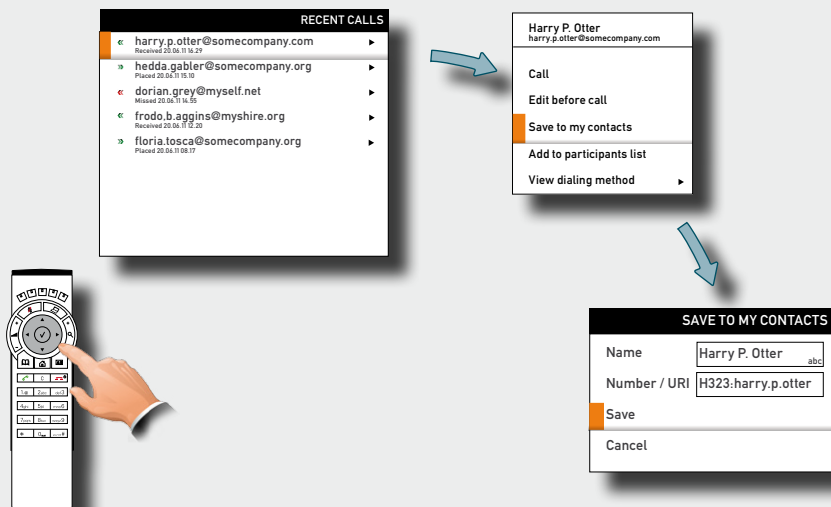 RECENT CALLS
harry.p.otter@somecompany.com
Received 20.06.11 16.29
hedda.gabler@somecompany.org
Placed 20.06.11 15.10
dorian.grey@myself.net
Missed 20.06.11 14.55
frodo.b.aggins@myshire.org
Received 20.06.11 12.20
floria.tosca@somecompany.org
Placed 20.06.11 08.17
Harry P. Otter
harry.p.otter@somecompany.com
Call
Edit before call
Save to my contacts
Add to participants list
View dialing method
SAVE TO MY CONTACTS
Name Harry P. Otter abc
Number / URI H323:harry.p.otter
Save
Cancel